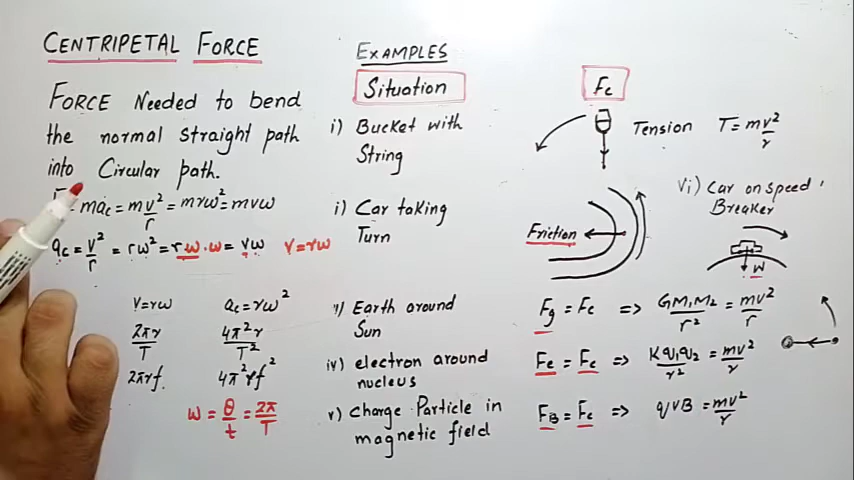 CENTRIPETAL FORCE
FORCE Needed to bend
the normal straight path
into Circular path.
= mac = mv²/r = mrω² = mvω
ac = v²/r = rω² = rω·ω = vω V=rω
V=rω ac = rω²
2πr/T 4π²r/T²
2πrf 4π²rf²
ω = θ/t = 2π/T
EXAMPLES
Situation Fc
i) Bucket with
String
Tension T = mv²/r
i) Car taking
Turn
Friction
vi) Car on speed
Breaker
W
i) Earth around
Sun
Fg = Fc => GM₁M₂/r² = mv²/r
iv) electron around
nucleus
Fe = Fc => Kq₁q₂/r² = mv²/r
v) Charge Particle in
magnetic field
FB = Fc => qVB = mv²/r